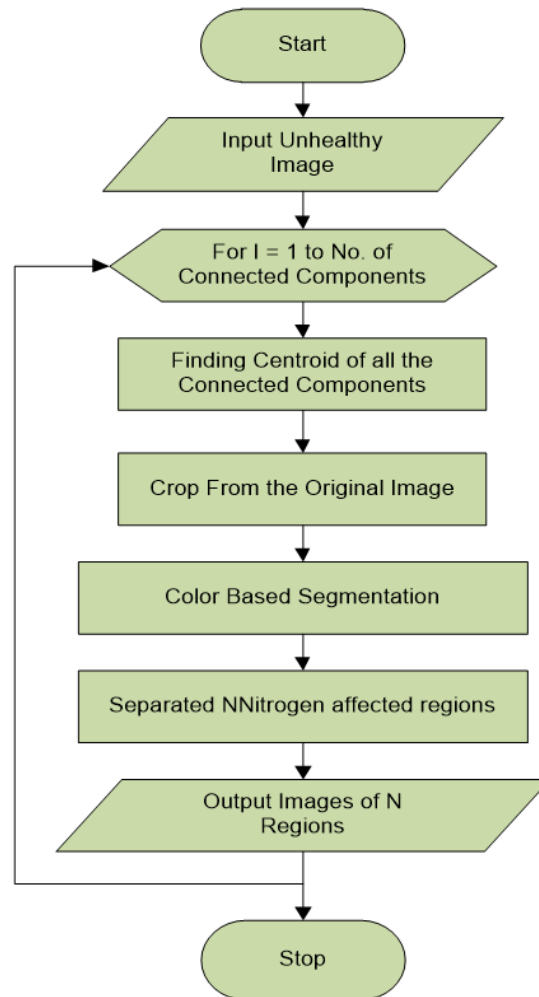 Start
Input Unhealthy
Image
For I = 1 to No. of
Connected Components
Finding Centroid of all the
Connected Components
Crop From the Original Image
Color Based Segmentation
Separated NNitrogen affected regions
Output Images of N
Regions
Stop